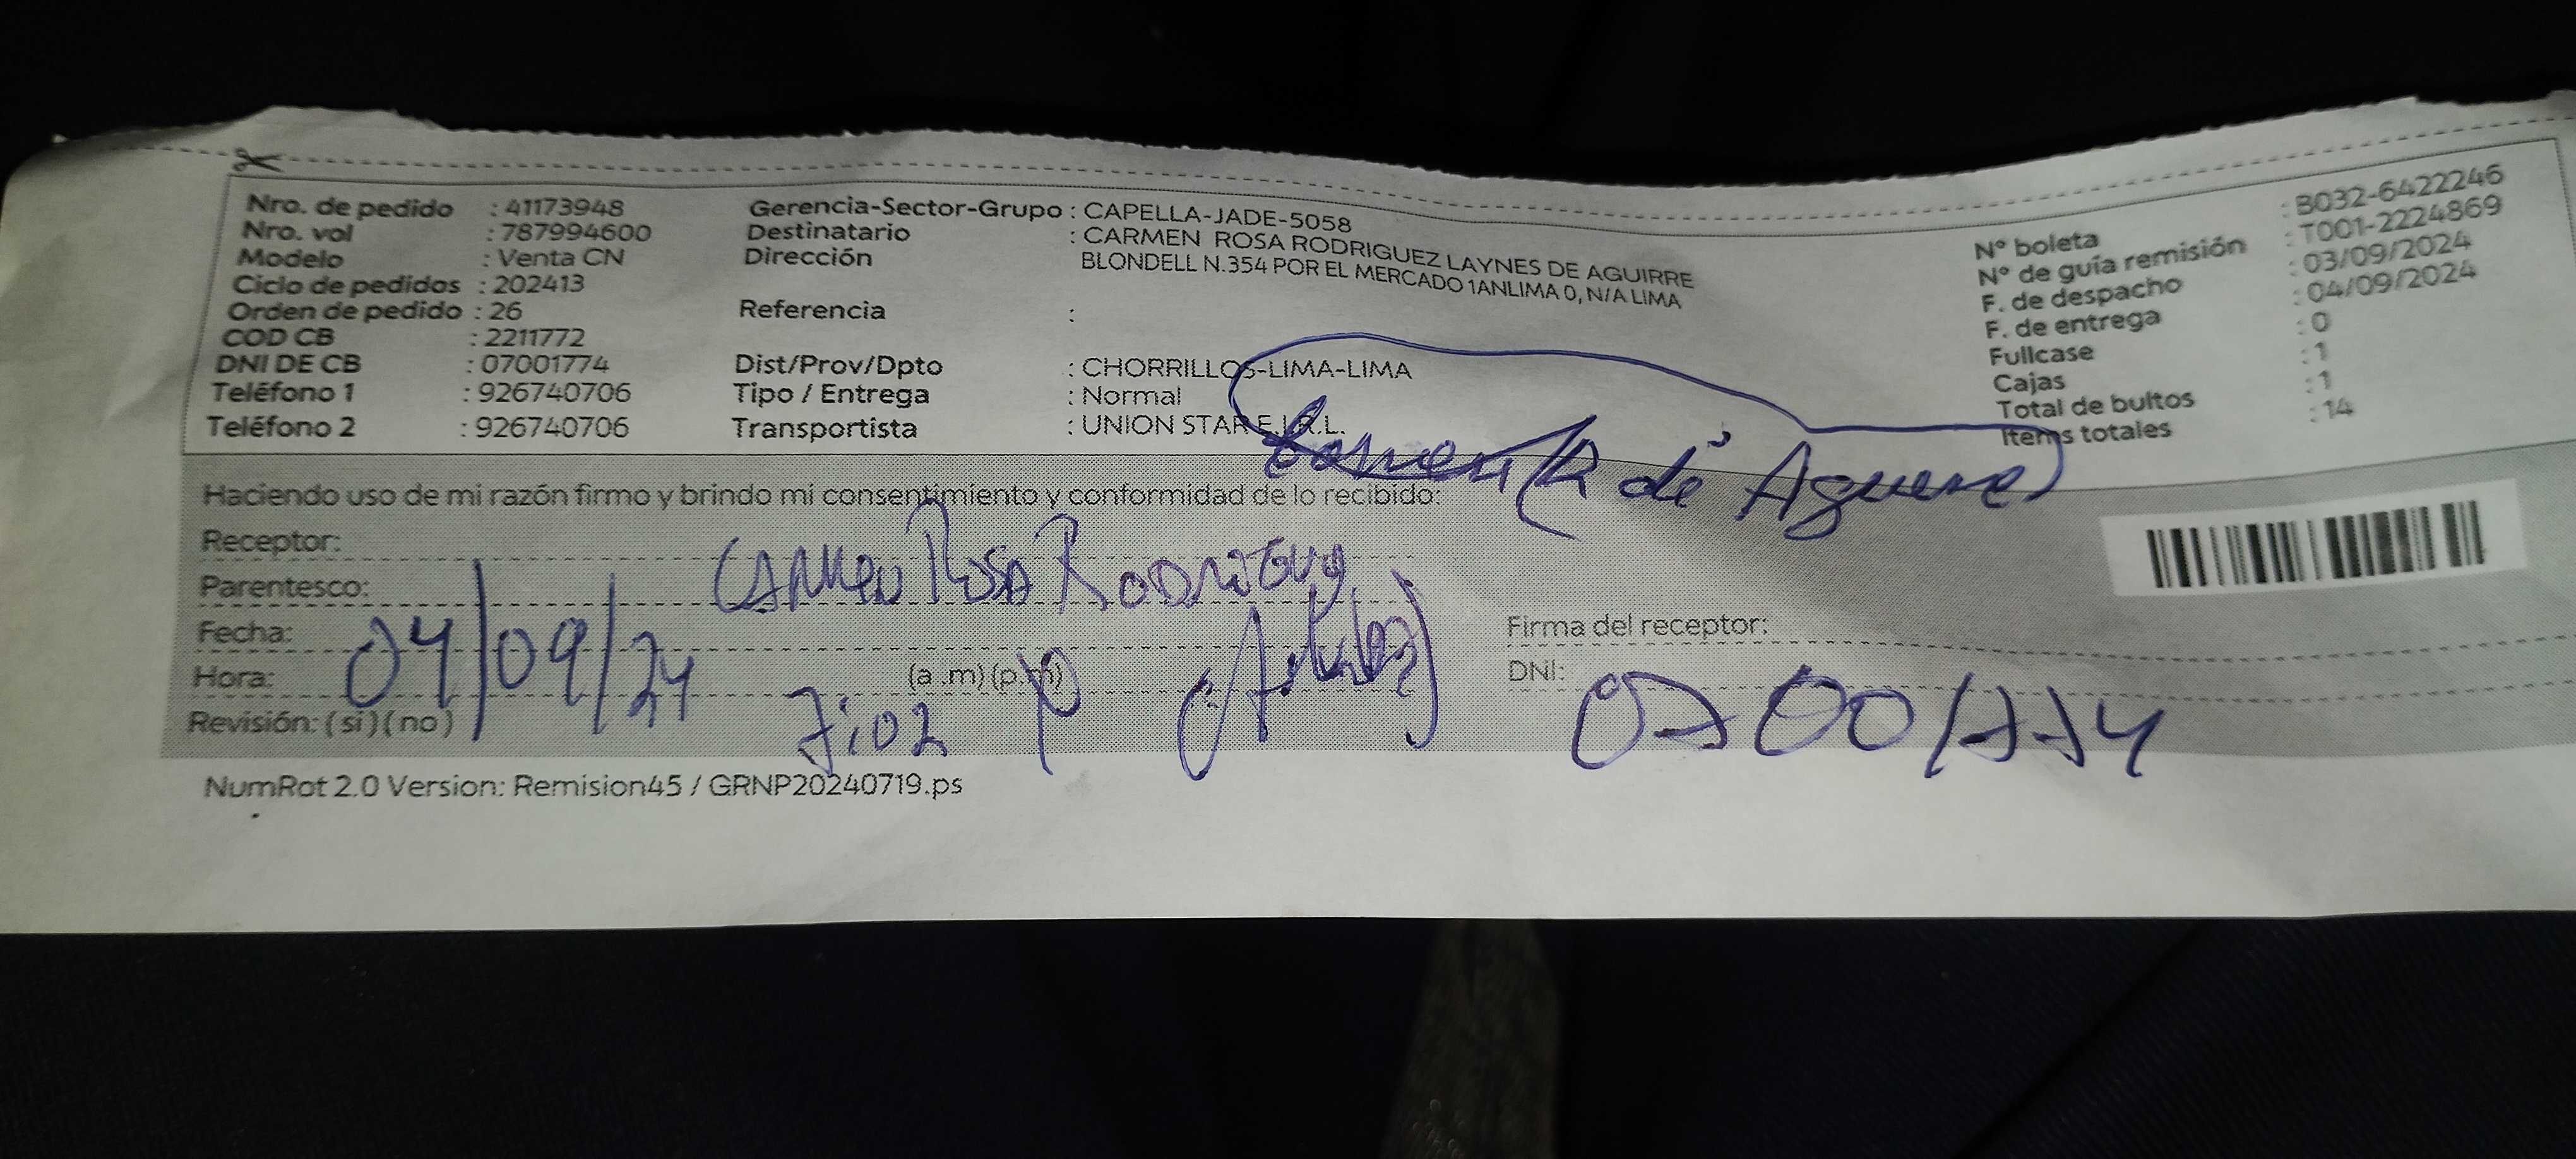 Nro. de pedido : 41173948
Nro. vol : 787994600
Modelo : Venta CN
Ciclo de pedidos : 202413
Orden de pedido : 26
COD CB : 2211772
DNI DE CB : 07001774
Teléfono 1 : 926740706
Teléfono 2 : 926740706
Gerencia-Sector-Grupo : CAPELLA-JADE-5058
Destinatario : CARMEN ROSA RODRIGUEZ LAYNES DE AGUIRRE
Dirección BLONDELL N.354 POR EL MERCADO 1ANLIMA 0, N/A LIMA
Referencia :
Dist/Prov/Dpto : CHORRILLOS-LIMA-LIMA
Tipo / Entrega : Normal
Transportista : UNION STAR E.I.R.L.
N° boleta : B032-6422246
N° de guía remisión : T001-2224869
F. de despacho : 03/09/2024
F. de entrega : 04/09/2024
Fullcase : 0
Cajas : 1
Total de bultos : 1
Items totales : 14
Carmen R de
Haciendo uso de mi razón firmo y brindo mi consentimiento y conformidad de lo recibido:
Receptor: CARMEN ROSA
Parentesco:
Fecha: 04/09/24
Hora: 7:02 (a .m) (p.m)
Revisión: (si) (no)
Firma del receptor:
DNI: 07001774
NumRot 2.0 Version: Remision45 / GRNP20240719.ps